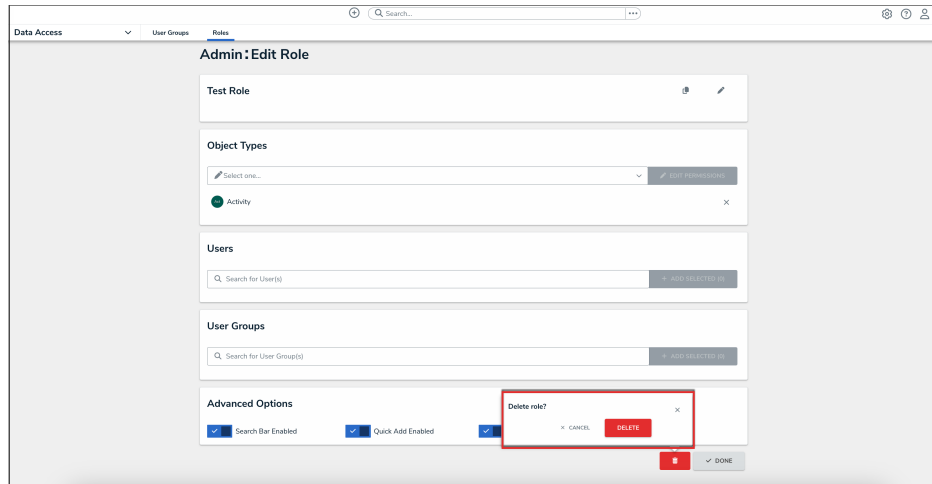 Search...
Data Access
User Groups
Roles
Admin:Edit Role
Test Role
Object Types
Select one...
EDIT PERMISSIONS
Activity
Users
Search for User(s)
+ ADD SELECTED (0)
User Groups
Search for User Group(s)
+ ADD SELECTED (0)
Advanced Options
Search Bar Enabled
Quick Add Enabled
Delete role?
CANCEL
DELETE
DONE